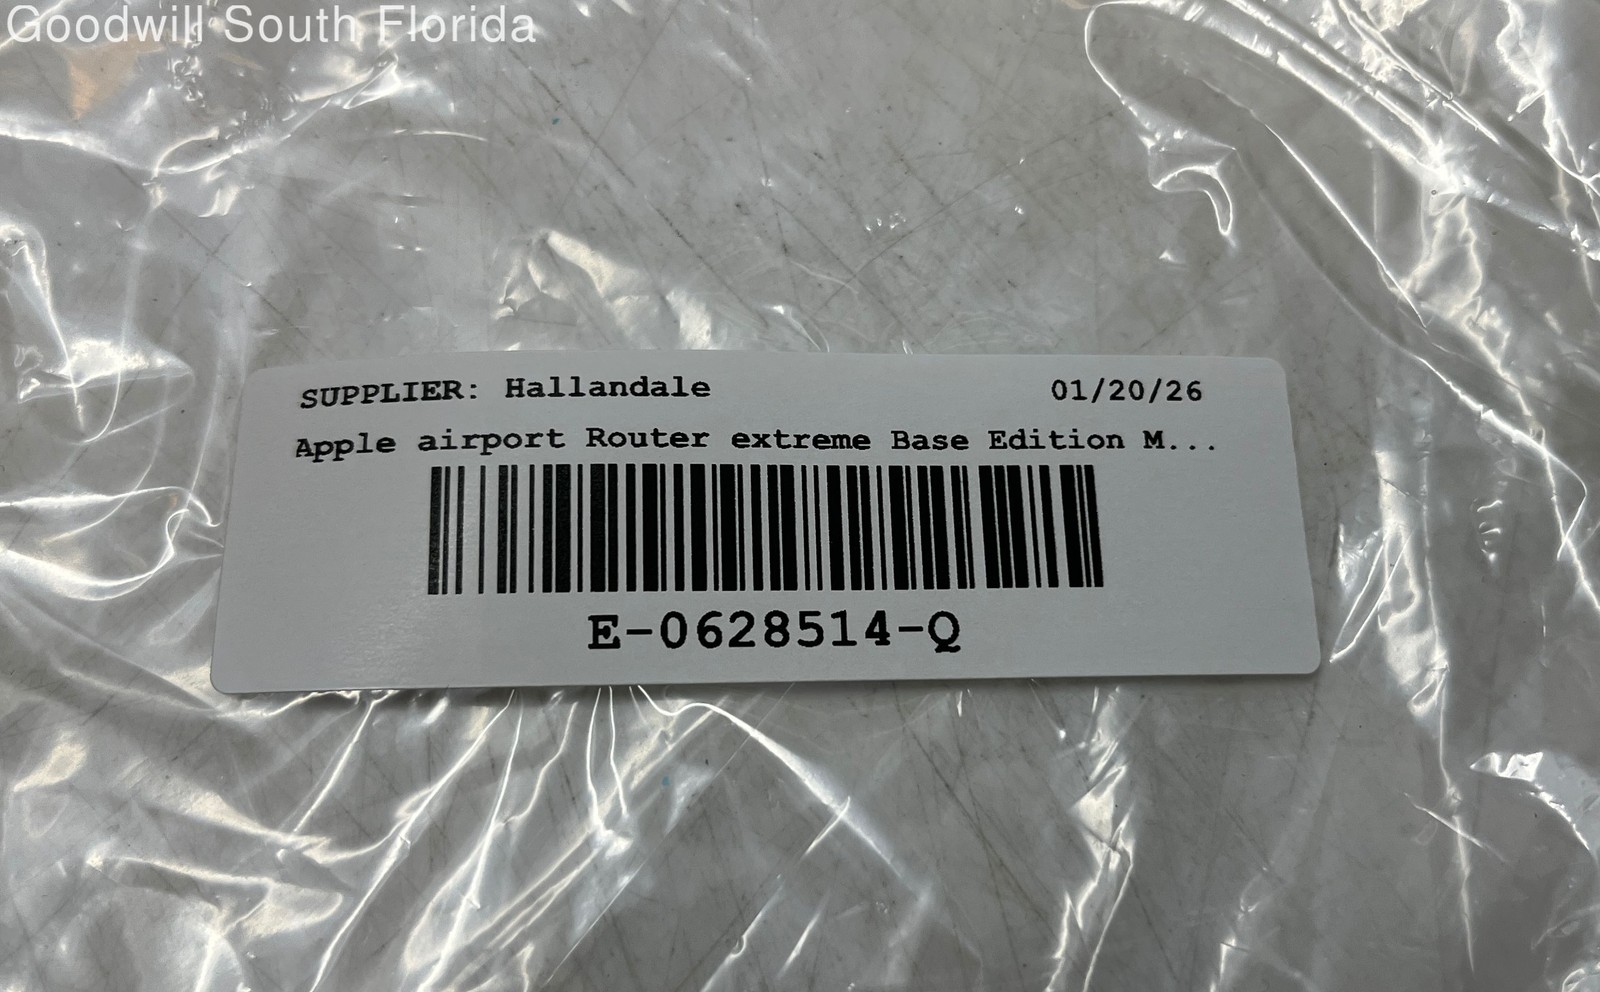 Goodwill South Florida
SUPPLIER: Hallandale 01/20/26
Apple airport Router extreme Base Edition M...
E-0628514-Q